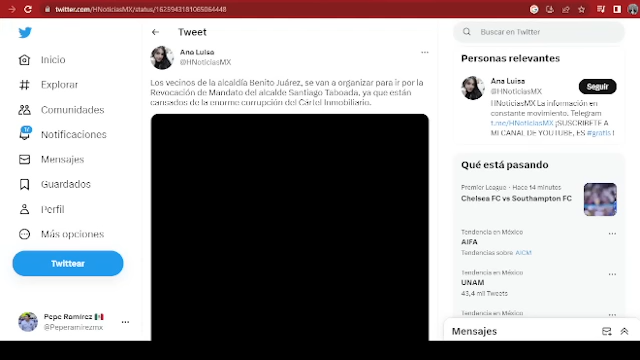 twitter.com/HNoticiasMX/status/1623943181069864448
Tweet
Inicio
Explorar
Comunidades
Notificaciones
Mensajes
Guardados
Perfil
Más opciones
Twittear
Pepe Ramírez
@Peperamirezmx
Ana Luisa
@HNoticiasMX
Los vecinos de la alcaldía Benito Juárez, se van a organizar para ir por la
Revocación de Mandato del alcalde Santiago Taboada, ya que están
cansados de la enorme corrupción del Cártel Inmobiliario.
Buscar en Twitter
Personas relevantes
Ana Luisa
@HNoticiasMX
Seguir
HNoticiasMX La información en
constante movimiento. Telegram
t.me/HNoticiasMX ¡SUSCRIBETE A
MI CANAL DE YOUTUBE, ES #gratis !
Qué está pasando
Premier League · Hace 14 minutos
Chelsea FC vs Southampton FC
Tendencia en México
AIFA
Tendencias sobre AICM
Tendencia en México
UNAM
43,4 mil Tweets
Tendencia en México
Mensajes